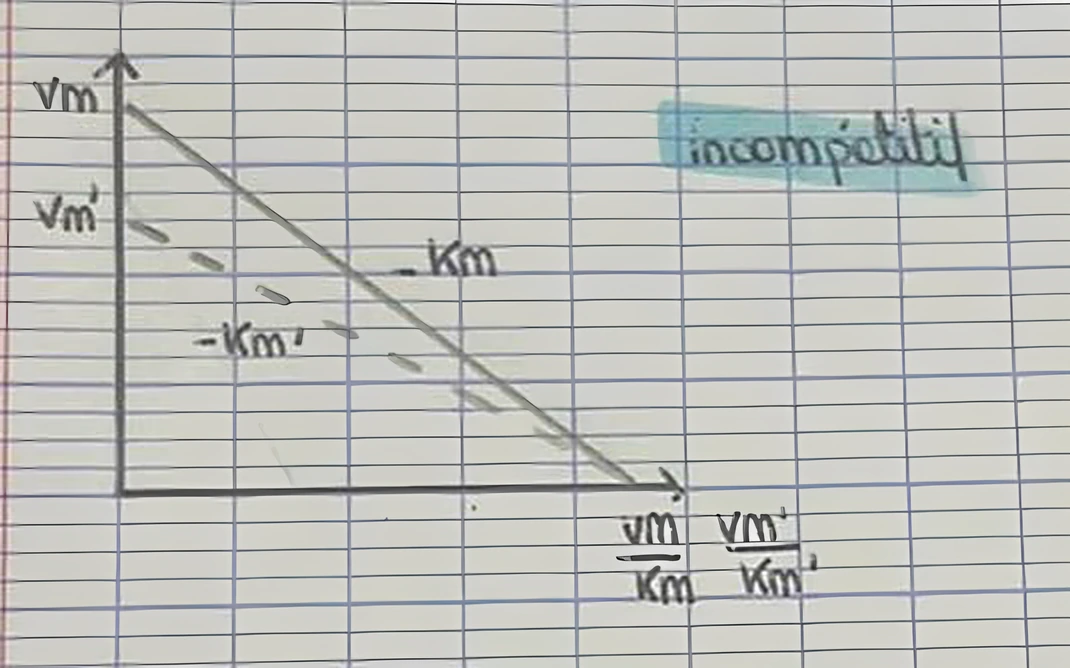 Vm
incompétitif
Vm'
- Km
- Km'
Vm Vm'
Km Km'